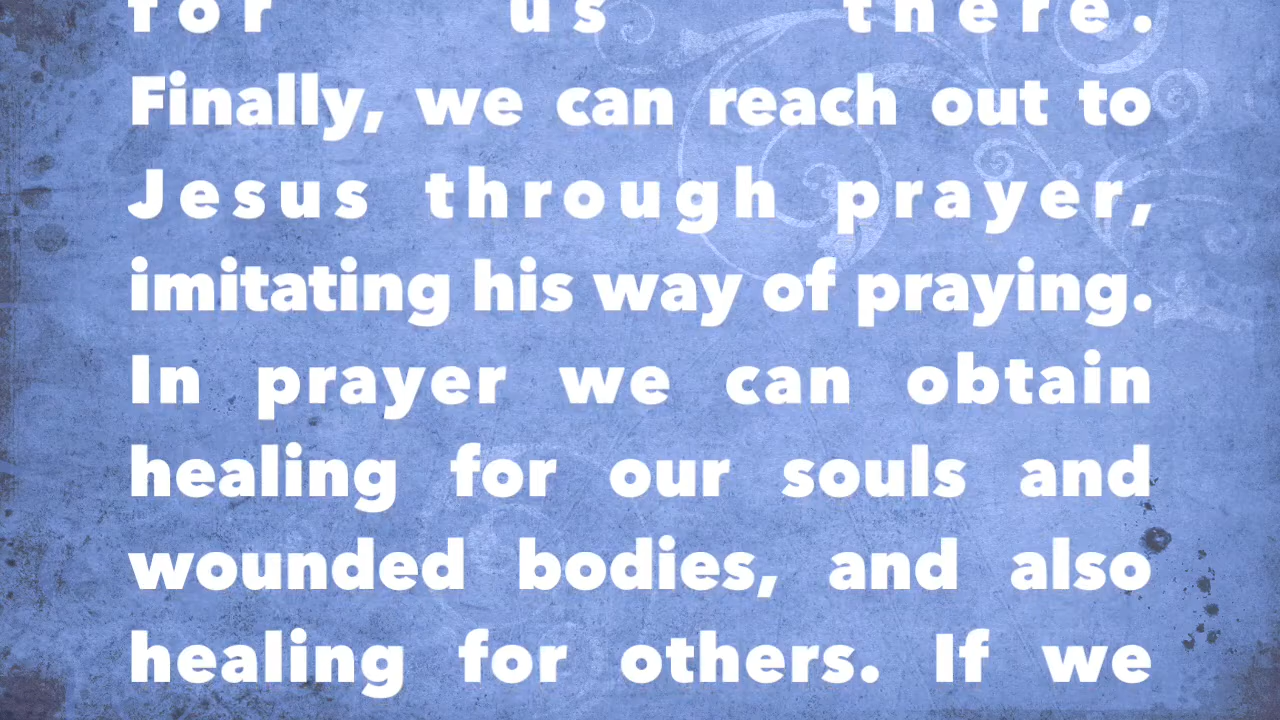 for us there.
Finally, we can reach out to
Jesus through prayer,
imitating his way of praying.
In prayer we can obtain
healing for our souls and
wounded bodies, and also
healing for others. If we